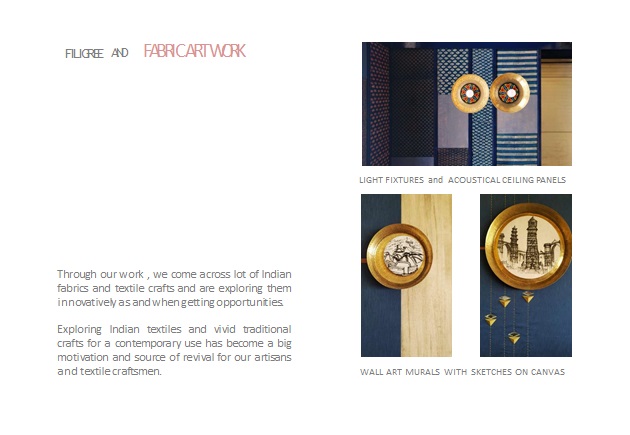 FILIGREE AND FABRIC ART WORK
LIGHT FIXTURES and ACOUSTICAL CEILING PANELS
Through our work , we come across lot of Indian
fabrics and textile crafts and are exploring them
innovatively as and when getting opportunities.
Exploring Indian textiles and vivid traditional
crafts for a contemporary use has become a big
motivation and source of revival for our artisans
and textile craftsmen.
WALL ART MURALS WITH SKETCHES ON CANVAS